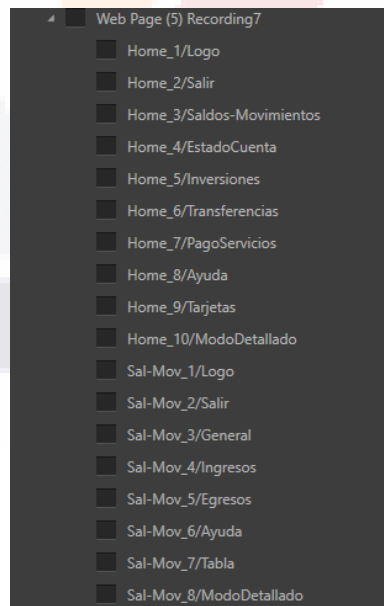 Web Page (5) Recording7
Home_1/Logo
Home_2/Salir
Home_3/Saldos-Movimientos
Home_4/EstadoCuenta
Home_5/Inversiones
Home_6/Transferencias
Home_7/PagoServicios
Home_8/Ayuda
Home_9/Tarjetas
Home_10/ModoDetallado
Sal-Mov_1/Logo
Sal-Mov_2/Salir
Sal-Mov_3/General
Sal-Mov_4/Ingresos
Sal-Mov_5/Egresos
Sal-Mov_6/Ayuda
Sal-Mov_7/Tabla
Sal-Mov_8/ModoDetallado